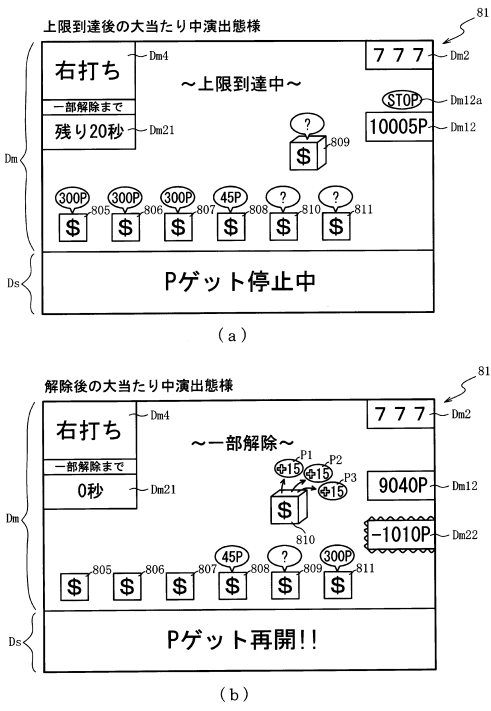 上限到達後の大当たり中演出態様
81
右打ち
Dm4
～上限到達中～
7 7 7
Dm2
一部解除まで
残り20秒
Dm21
STOP
Dm12a
10005P
Dm12
?
$
809
Dm
300P
300P
300P
45P
?
?
$
805
$
806
$
807
$
808
$
810
$
811
Ds
Pゲット停止中
(a)
解除後の大当たり中演出態様
81
右打ち
Dm4
～一部解除～
7 7 7
Dm2
一部解除まで
0秒
Dm21
P1
+15
P2
+15
P3
+15
$
810
9040P
Dm12
-1010P
Dm22
Dm
45P
?
300P
$
805
$
806
$
807
$
808
$
809
$
811
Ds
Pゲット再開!!
(b)